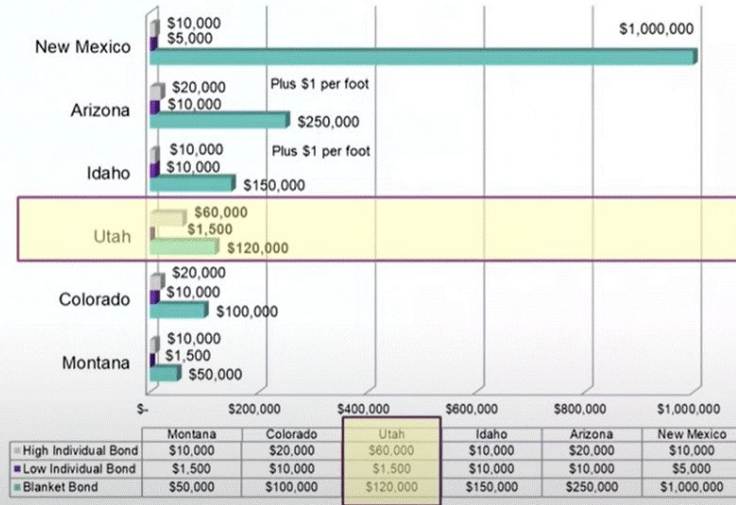 $10,000
$5,000
New Mexico
$1,000,000
$20,000
Plus $1 per foot
$10,000
Arizona
$250,000
$10,000
Plus $1 per foot
$10,000
Idaho
$150,000
$60,000
$1,500
Utah
$120,000
$20,000
$10,000
Colorado
$100,000
$10,000
$1,500
Montana
$50,000
$- $200,000 $400,000 $600,000 $800,000 $1,000,000
Montana Colorado Utah Idaho Arizona New Mexico
High Individual Bond $10,000 $20,000 $60,000 $10,000 $20,000 $10,000
Low Individual Bond $1,500 $10,000 $1,500 $10,000 $10,000 $5,000
Blanket Bond $50,000 $100,000 $120,000 $150,000 $250,000 $1,000,000